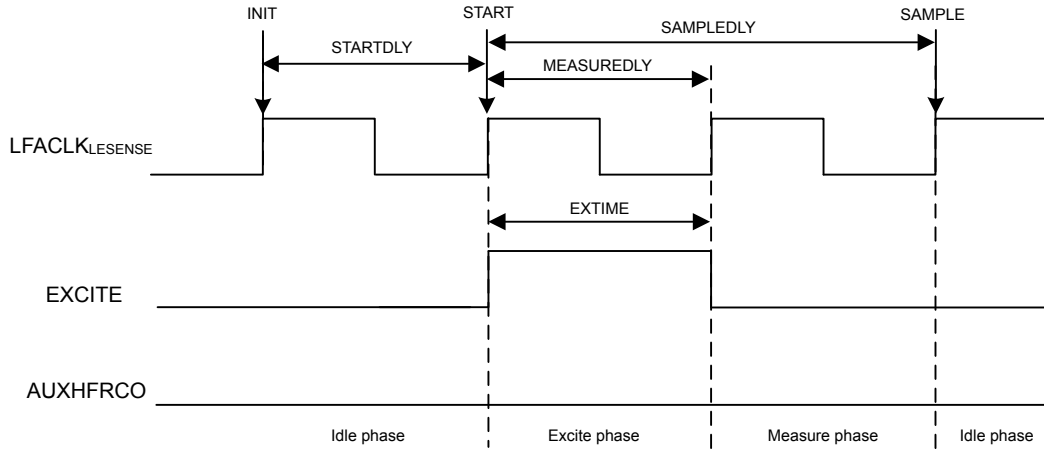 INIT
START
SAMPLE
STARTDLY
SAMPLEDLY
MEASUREDLY
LFACLKLESENSE
EXTIME
EXCITE
AUXHFRCO
Idle phase
Excite phase
Measure phase
Idle phase